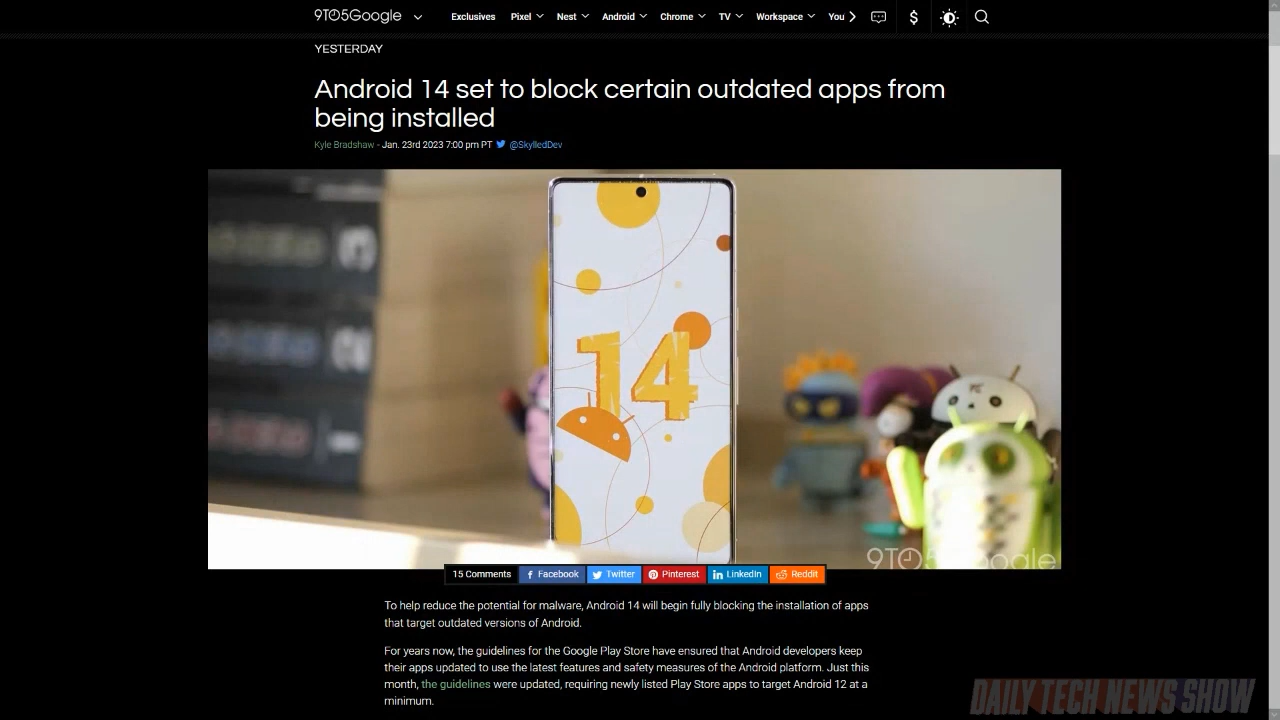 9TO5Google
Exclusives Pixel Nest Android Chrome TV Workspace You
YESTERDAY
Android 14 set to block certain outdated apps from
being installed
Kyle Bradshaw - Jan. 23rd 2023 7:00 pm PT @SkylledDev
14
9TO5Google
15 Comments Facebook Twitter Pinterest LinkedIn Reddit
To help reduce the potential for malware, Android 14 will begin fully blocking the installation of apps
that target outdated versions of Android.
For years now, the guidelines for the Google Play Store have ensured that Android developers keep
their apps updated to use the latest features and safety measures of the Android platform. Just this
month, the guidelines were updated, requiring newly listed Play Store apps to target Android 12 at a
minimum.
DAILY TECH NEWS SHOW